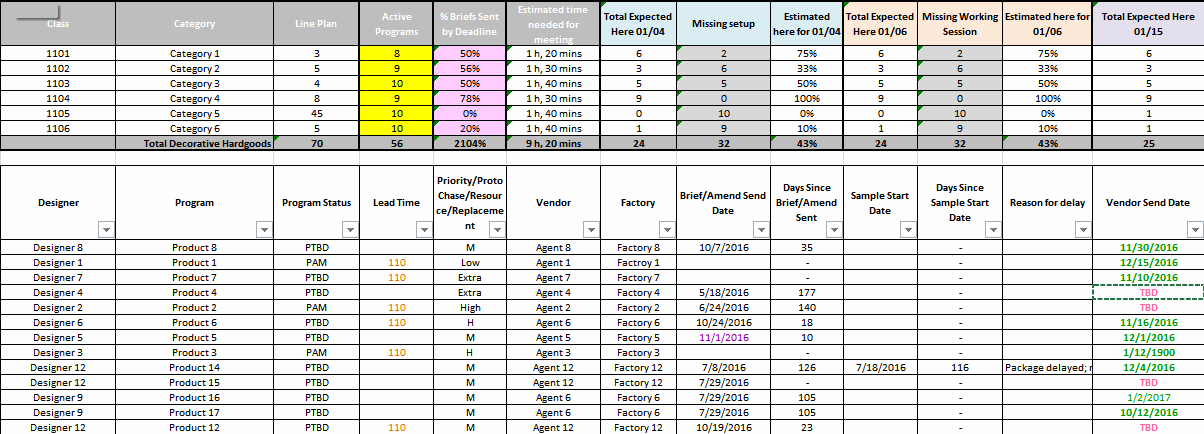 Class Category Line Plan Active Programs % Briefs Sent by Deadline Estimated time needed for meeting Total Expected Here 01/04 Missing setup Estimated here for 01/04 Total Expected Here 01/06 Missing Working Session Estimated here for 01/06 Total Expected Here 01/15
1101 Category 1 3 8 50% 1 h, 20 mins 6 2 75% 6 2 75% 6
1102 Category 2 5 9 56% 1 h, 30 mins 3 6 33% 3 6 33% 3
1103 Category 3 4 10 50% 1 h, 40 mins 5 5 50% 5 5 50% 5
1104 Category 4 8 9 78% 1 h, 30 mins 9 0 100% 9 0 100% 9
1105 Category 5 45 10 0% 1 h, 40 mins 0 10 0% 0 10 0% 1
1106 Category 6 5 10 20% 1 h, 40 mins 1 9 10% 1 9 10% 1
Total Decorative Hardgoods 70 56 2104% 9 h, 20 mins 24 32 43% 24 32 43% 25
Designer Program Program Status Lead Time Priority/Proto Chase/Resource/Replacement Vendor Factory Brief/Amend Send Date Days Since Brief/Amend Sent Sample Start Date Days Since Sample Start Date Reason for delay Vendor Send Date
Designer 8 Product 8 PTBD M Agent 8 Factory 8 10/7/2016 35 - 11/30/2016
Designer 1 Product 1 PAM 110 Low Agent 1 Factroy 1 - - 12/15/2016
Designer 7 Product 7 PTBD 110 Extra Agent 7 Factory 7 - - 11/10/2016
Designer 4 Product 4 PTBD Extra Agent 4 Factory 4 5/18/2016 177 - TBD
Designer 2 Product 2 PAM 110 High Agent 2 Factory 2 6/24/2016 140 - TBD
Designer 6 Product 6 PTBD 110 H Agent 6 Factory 6 10/24/2016 18 - 11/16/2016
Designer 5 Product 5 PTBD M Agent 5 Factory 5 11/1/2016 10 - 12/1/2016
Designer 3 Product 3 PAM 110 H Agent 3 Factory 3 - - 1/12/1900
Designer 12 Product 14 PTBD M Agent 12 Factory 12 7/8/2016 126 7/18/2016 116 Package delayed; 12/4/2016
Designer 12 Product 15 PTBD M Agent 12 Factory 12 7/29/2016 - - TBD
Designer 9 Product 16 PTBD M Agent 6 Factory 6 7/29/2016 105 - 1/2/2017
Designer 9 Product 17 PTBD M Agent 6 Factory 6 7/29/2016 105 - 10/12/2016
Designer 12 Product 12 PTBD 110 M Agent 12 Factory 12 10/19/2016 23 - TBD